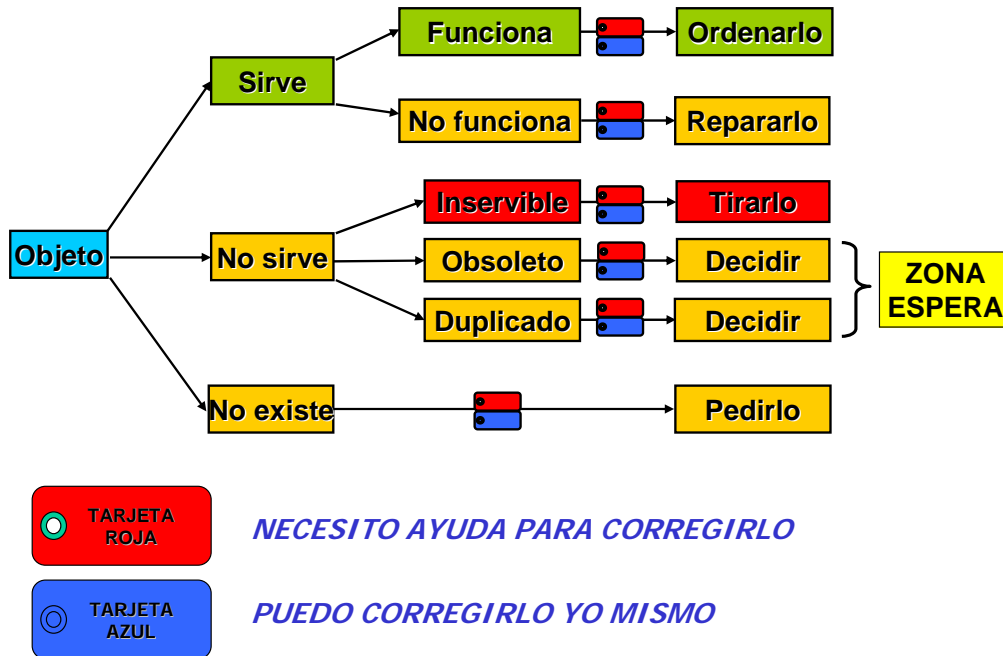 Funciona
Ordenarlo
Sirve
No funciona
Repararlo
Inservible
Tirarlo
Objeto
No sirve
Obsoleto
Decidir
ZONA
ESPERA
Duplicado
Decidir
No existe
Pedirlo
TARJETA
ROJA
NECESITO AYUDA PARA CORREGIRLO
TARJETA
AZUL
PUEDO CORREGIRLO YO MISMO